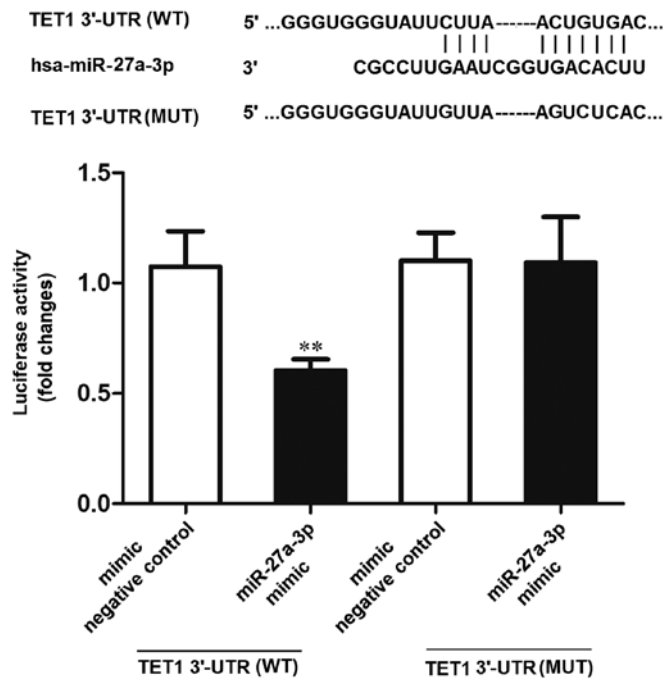 TET1 3'-UTR (WT) 5' ...GGGUGGGUAUUCUUA------ACUGUGAC...
hsa-miR-27a-3p 3' CGCCUUGAAUCGGUGACACUU
TET1 3'-UTR (MUT) 5' ...GGGUGGGUAUUGUUA------AGUCUCAC...
1.5
1.0
0.5
0.0
Luciferase activity
(fold changes)
**
mimic
negative control
miR-27a-3p
mimic
mimic
negative control
miR-27a-3p
mimic
TET1 3'-UTR (WT)
TET1 3'-UTR (MUT)